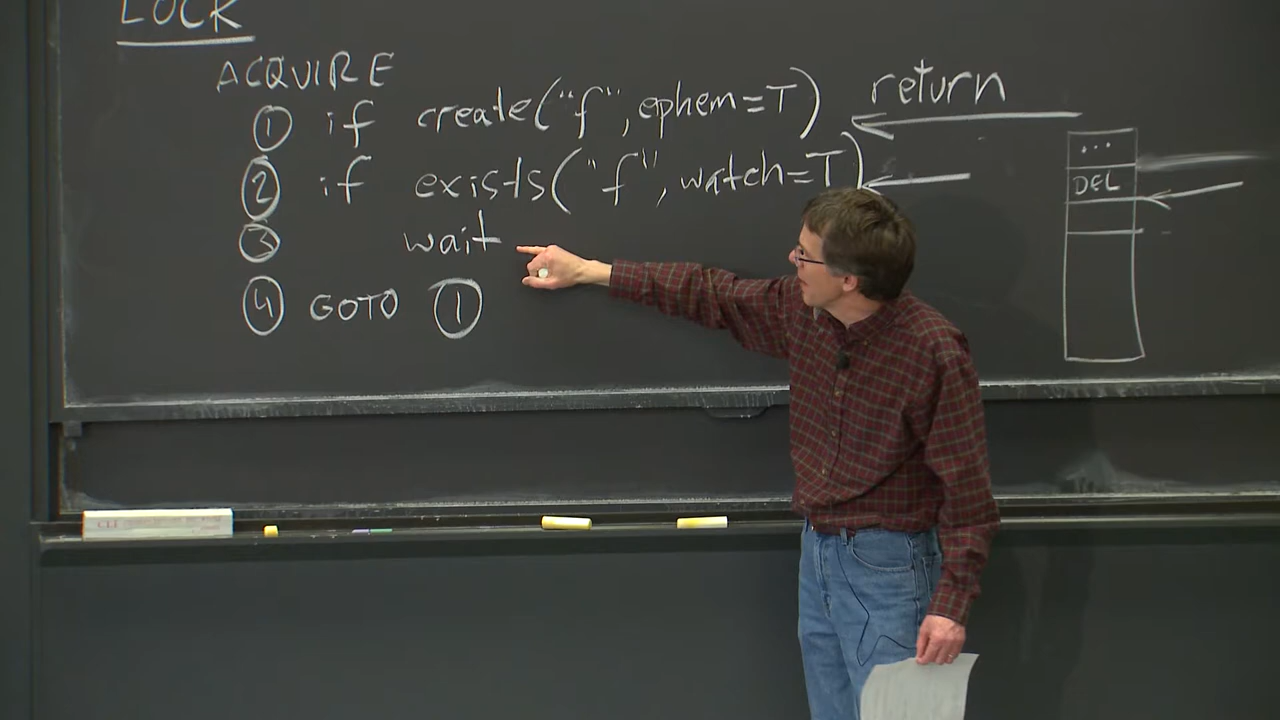 LOCK
ACQUIRE
① if create("f", ephem=T) return
② if exists("f", watch=T)
③ wait
④ GOTO ①
...
DEL